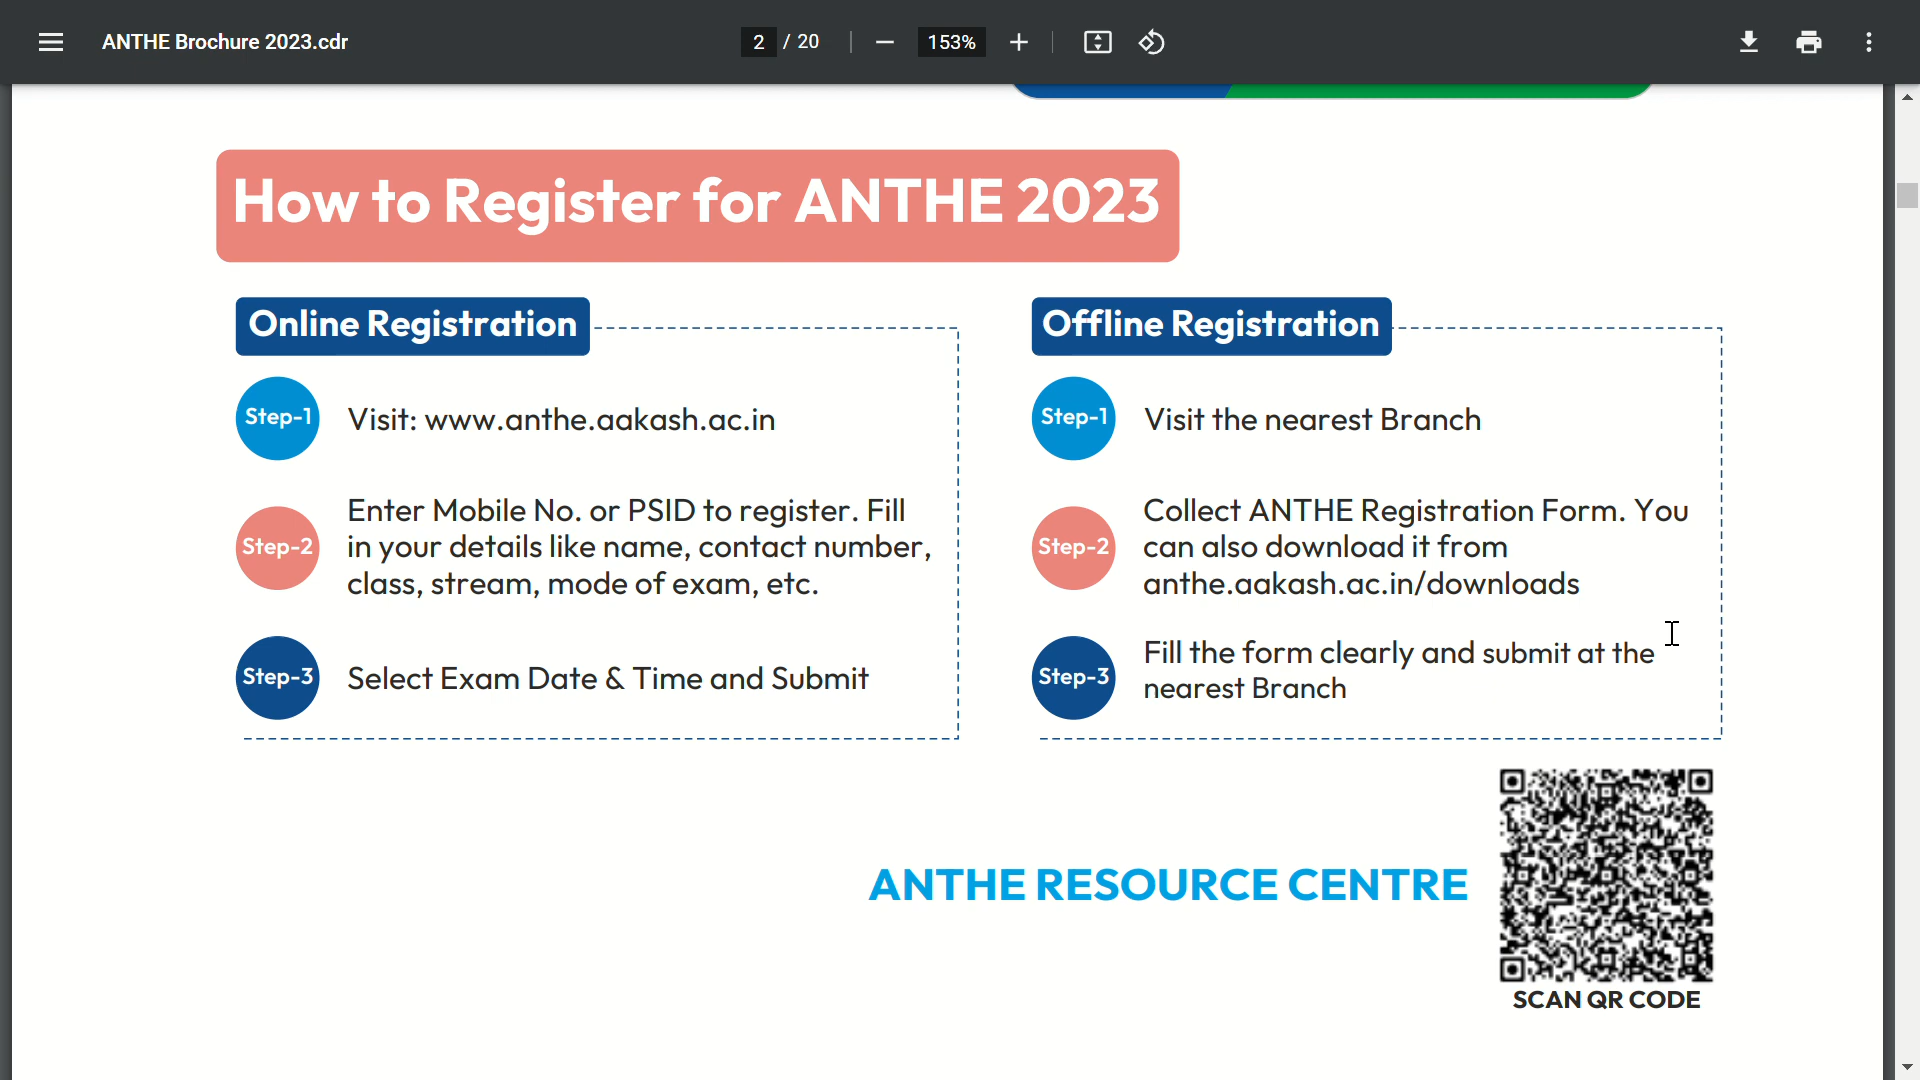 ANTHE Brochure 2023.cdr
2 / 20
153%
How to Register for ANTHE 2023
Online Registration
Step-1
Visit: www.anthe.aakash.ac.in
Step-2
Enter Mobile No. or PSID to register. Fill
in your details like name, contact number,
class, stream, mode of exam, etc.
Step-3
Select Exam Date & Time and Submit
Offline Registration
Step-1
Visit the nearest Branch
Step-2
Collect ANTHE Registration Form. You
can also download it from
anthe.aakash.ac.in/downloads
Step-3
Fill the form clearly and submit at the
nearest Branch
ANTHE RESOURCE CENTRE
SCAN QR CODE